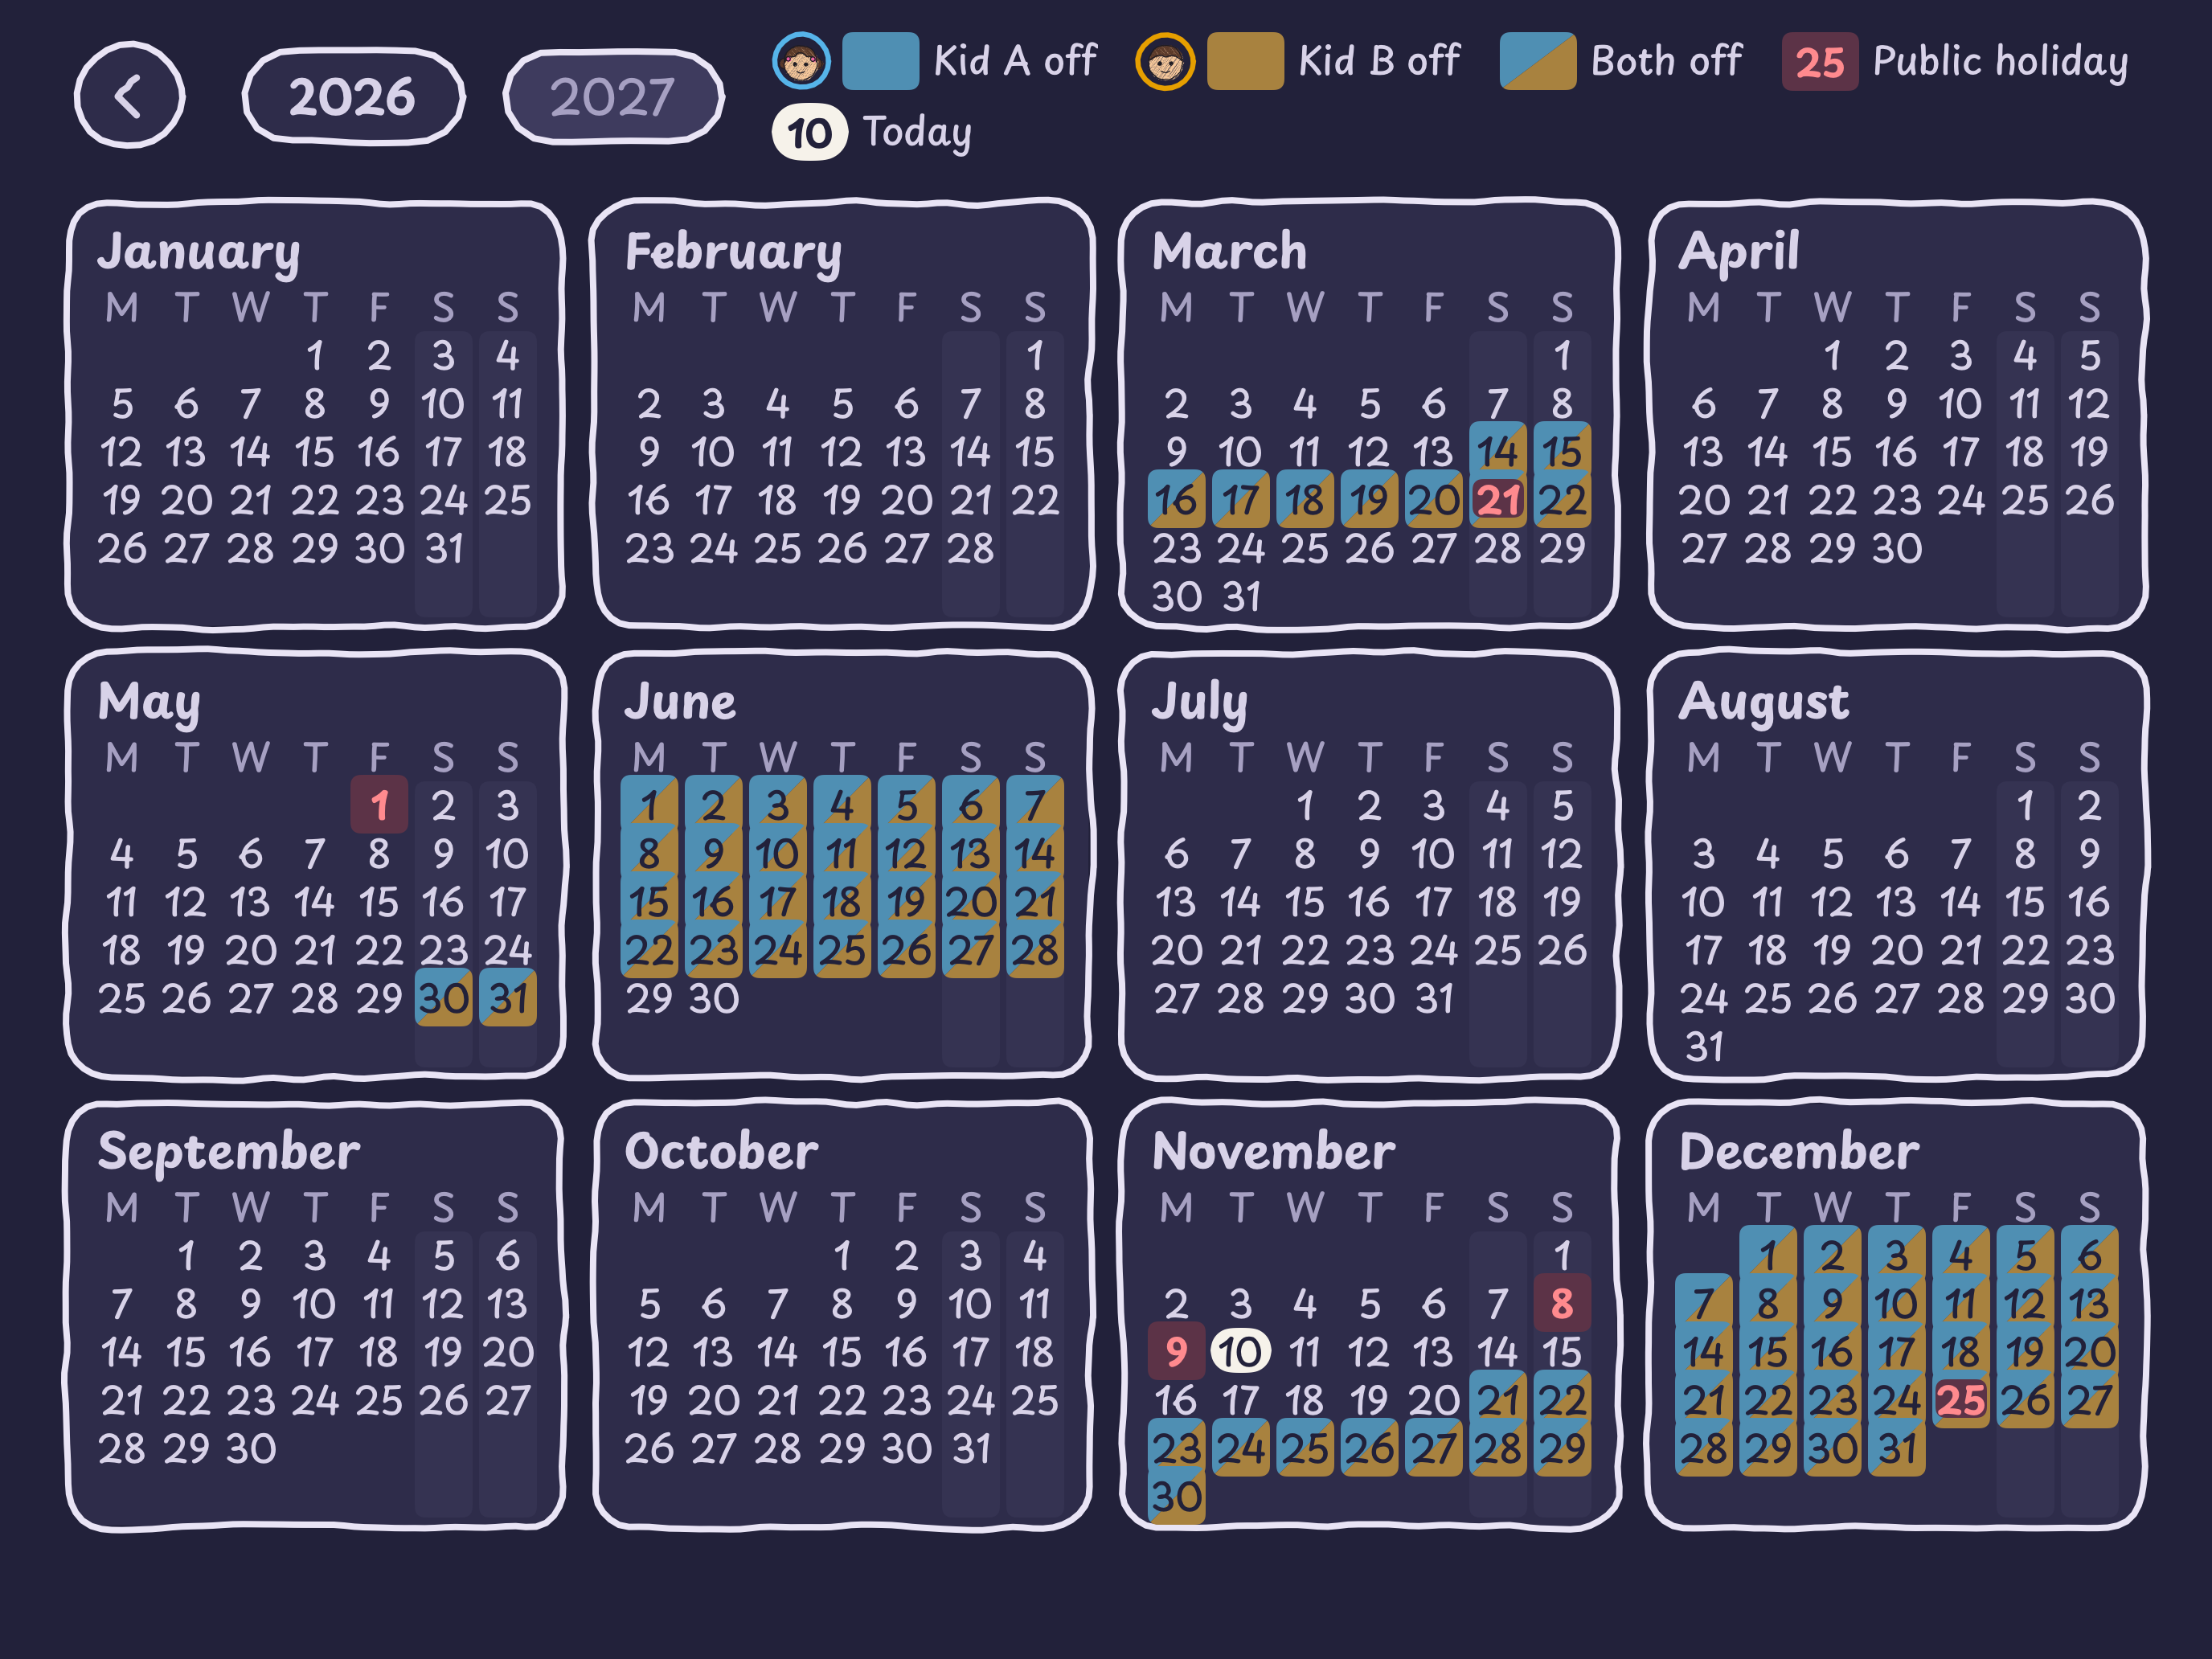 2026 2027 Kid A off Kid B off Both off 25 Public holiday
10 Today
January
M T W T F S S
1 2 3 4
5 6 7 8 9 10 11
12 13 14 15 16 17 18
19 20 21 22 23 24 25
26 27 28 29 30 31
February
M T W T F S S
1
2 3 4 5 6 7 8
9 10 11 12 13 14 15
16 17 18 19 20 21 22
23 24 25 26 27 28
March
M T W T F S S
1
2 3 4 5 6 7 8
9 10 11 12 13 14 15
16 17 18 19 20 21 22
23 24 25 26 27 28 29
30 31
April
M T W T F S S
1 2 3 4 5
6 7 8 9 10 11 12
13 14 15 16 17 18 19
20 21 22 23 24 25 26
27 28 29 30
May
M T W T F S S
1 2 3
4 5 6 7 8 9 10
11 12 13 14 15 16 17
18 19 20 21 22 23 24
25 26 27 28 29 30 31
June
M T W T F S S
1 2 3 4 5 6 7
8 9 10 11 12 13 14
15 16 17 18 19 20 21
22 23 24 25 26 27 28
29 30
July
M T W T F S S
1 2 3 4 5
6 7 8 9 10 11 12
13 14 15 16 17 18 19
20 21 22 23 24 25 26
27 28 29 30 31
August
M T W T F S S
1 2
3 4 5 6 7 8 9
10 11 12 13 14 15 16
17 18 19 20 21 22 23
24 25 26 27 28 29 30
31
September
M T W T F S S
1 2 3 4 5 6
7 8 9 10 11 12 13
14 15 16 17 18 19 20
21 22 23 24 25 26 27
28 29 30
October
M T W T F S S
1 2 3 4
5 6 7 8 9 10 11
12 13 14 15 16 17 18
19 20 21 22 23 24 25
26 27 28 29 30 31
November
M T W T F S S
1
2 3 4 5 6 7 8
9 10 11 12 13 14 15
16 17 18 19 20 21 22
23 24 25 26 27 28 29
30
December
M T W T F S S
1 2 3 4 5 6
7 8 9 10 11 12 13
14 15 16 17 18 19 20
21 22 23 24 25 26 27
28 29 30 31